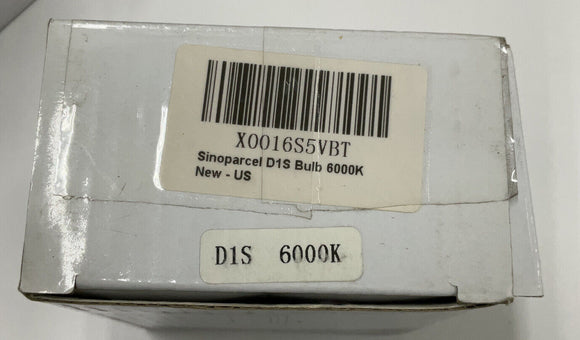 X0016S5VBT
Sinoparcel D1S Bulb 6000K
New - US
D1S 6000K